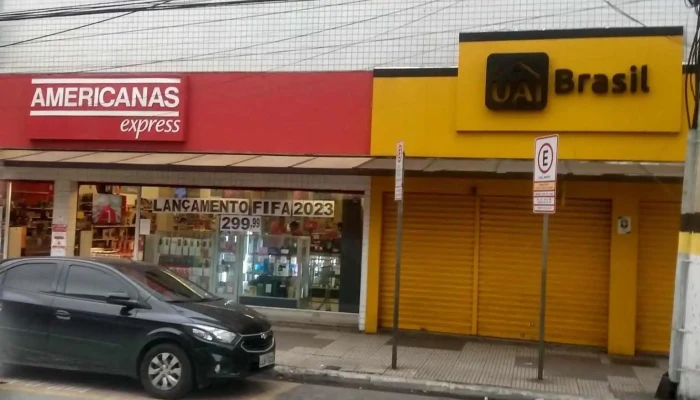 AMERICANAS
express
LANÇAMENTO FIFA 2023
299,99
UAI
Brasil
E